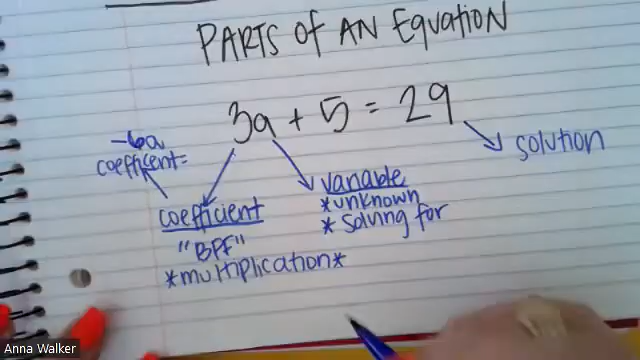 PARTS of AN Equation
3a + 5 = 29
-6a
coefficient=
solution
coefficient
"BFF"
*multiplication*
variable
*unknown
*solving for
Anna Walker